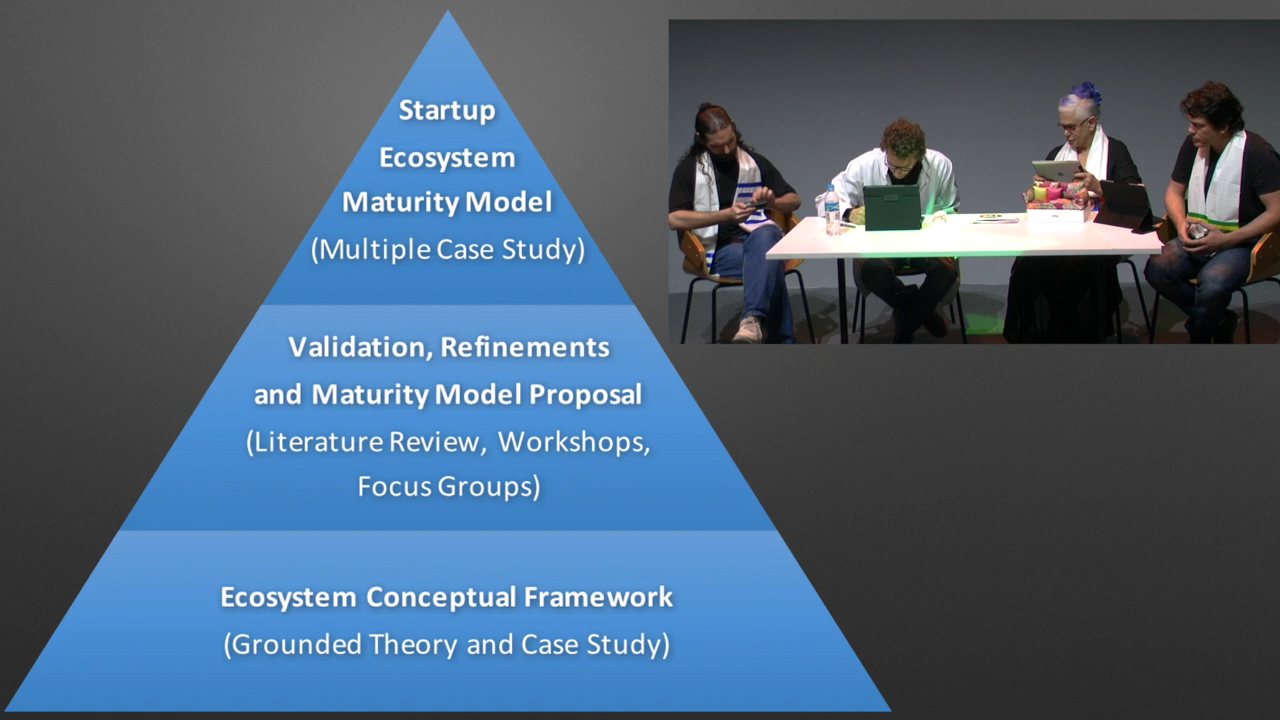 Startup
Ecosystem
Maturity Model
(Multiple Case Study)
Validation, Refinements
and Maturity Model Proposal
(Literature Review, Workshops,
Focus Groups)
Ecosystem Conceptual Framework
(Grounded Theory and Case Study)